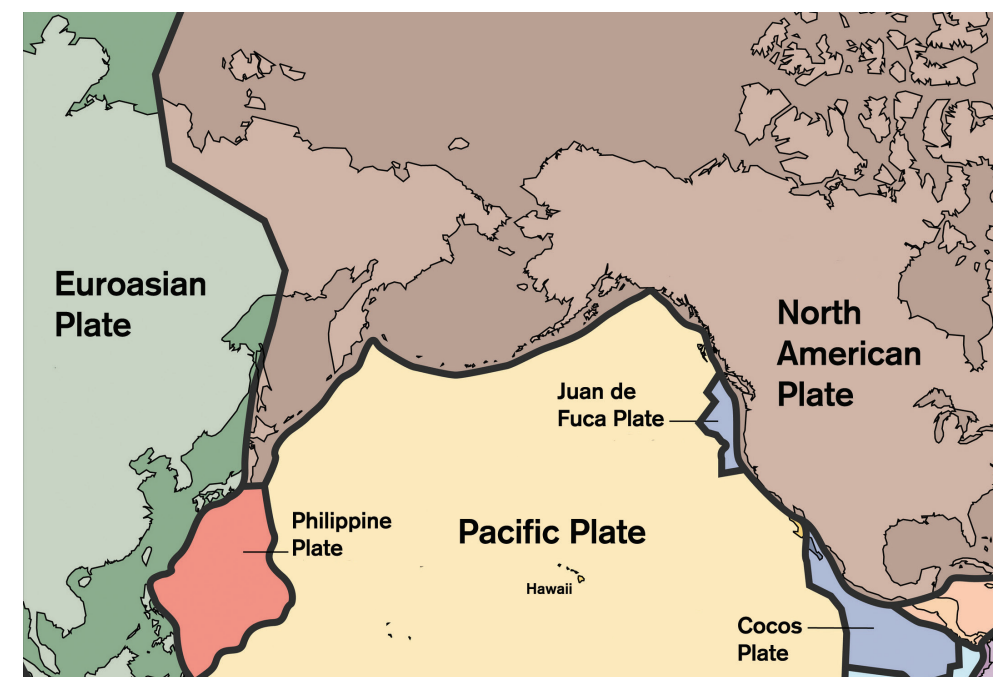 Euroasian
Plate
North
American
Plate
Juan de
Fuca Plate
Philippine
Plate
Pacific Plate
Hawaii
Cocos
Plate